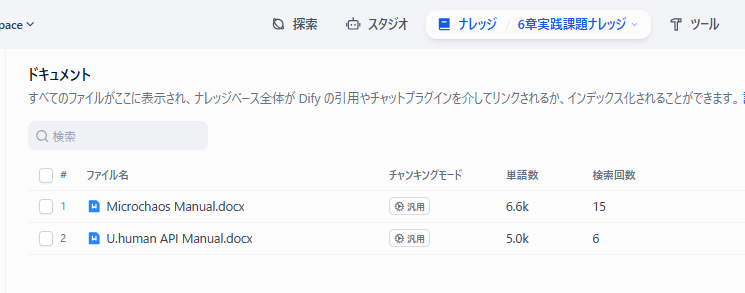 pace 探索 スタジオ ナレッジ / 6章実践課題ナレッジ ツール
ドキュメント
すべてのファイルがここに表示され、ナレッジベース全体が Dify の引用やチャットプラグインを介してリンクされるか、インデックス化されることができます。
検索
# ファイル名 チャンキングモード 単語数 検索回数
1 Microchaos Manual.docx 汎用 6.6k 15
2 U.human API Manual.docx 汎用 5.0k 6